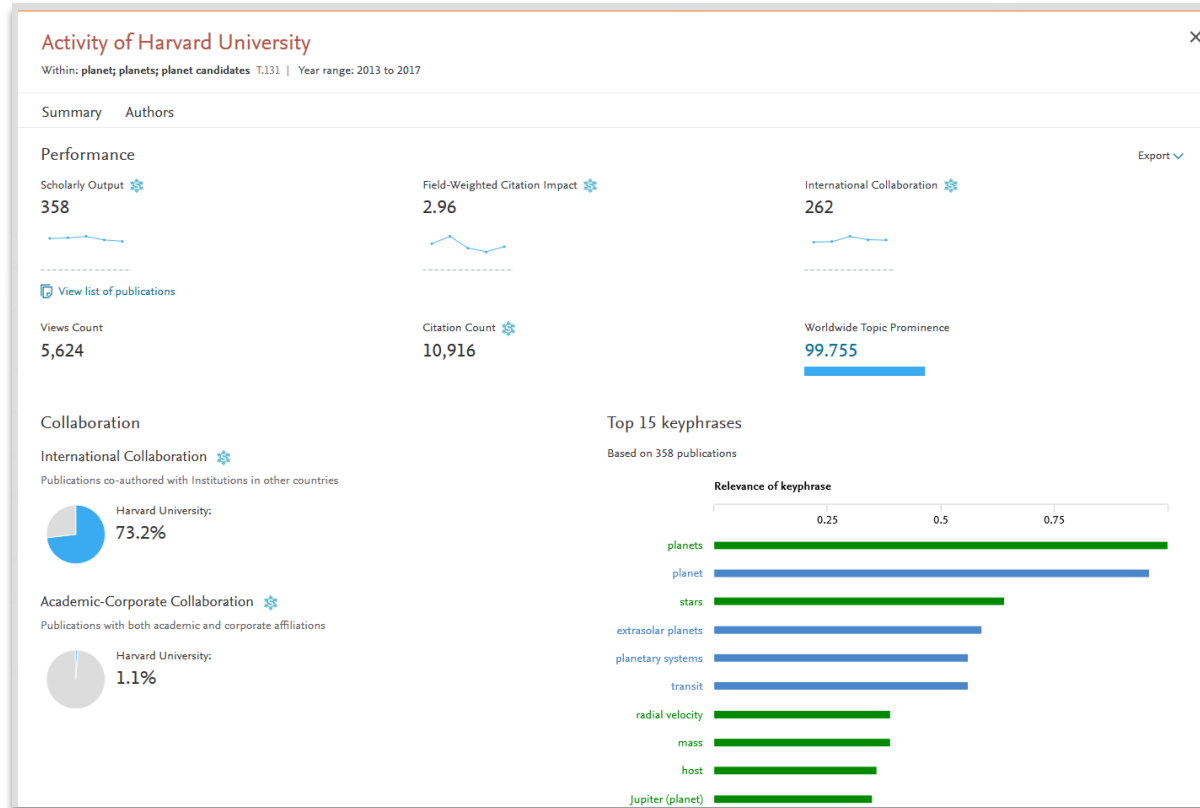 Activity of Harvard University
Within: planet; planets; planet candidates T.131 | Year range: 2013 to 2017
Summary Authors
Performance
Export
Scholarly Output
358
Field-Weighted Citation Impact
2.96
International Collaboration
262
View list of publications
Views Count
5,624
Citation Count
10,916
Worldwide Topic Prominence
99.755
Collaboration
International Collaboration
Publications co-authored with Institutions in other countries
Harvard University:
73.2%
Academic-Corporate Collaboration
Publications with both academic and corporate affiliations
Harvard University:
1.1%
Top 15 keyphrases
Based on 358 publications
Relevance of keyphrase
0.25 0.5 0.75
planets
planet
stars
extrasolar planets
planetary systems
transit
radial velocity
mass
host
Jupiter (planet)